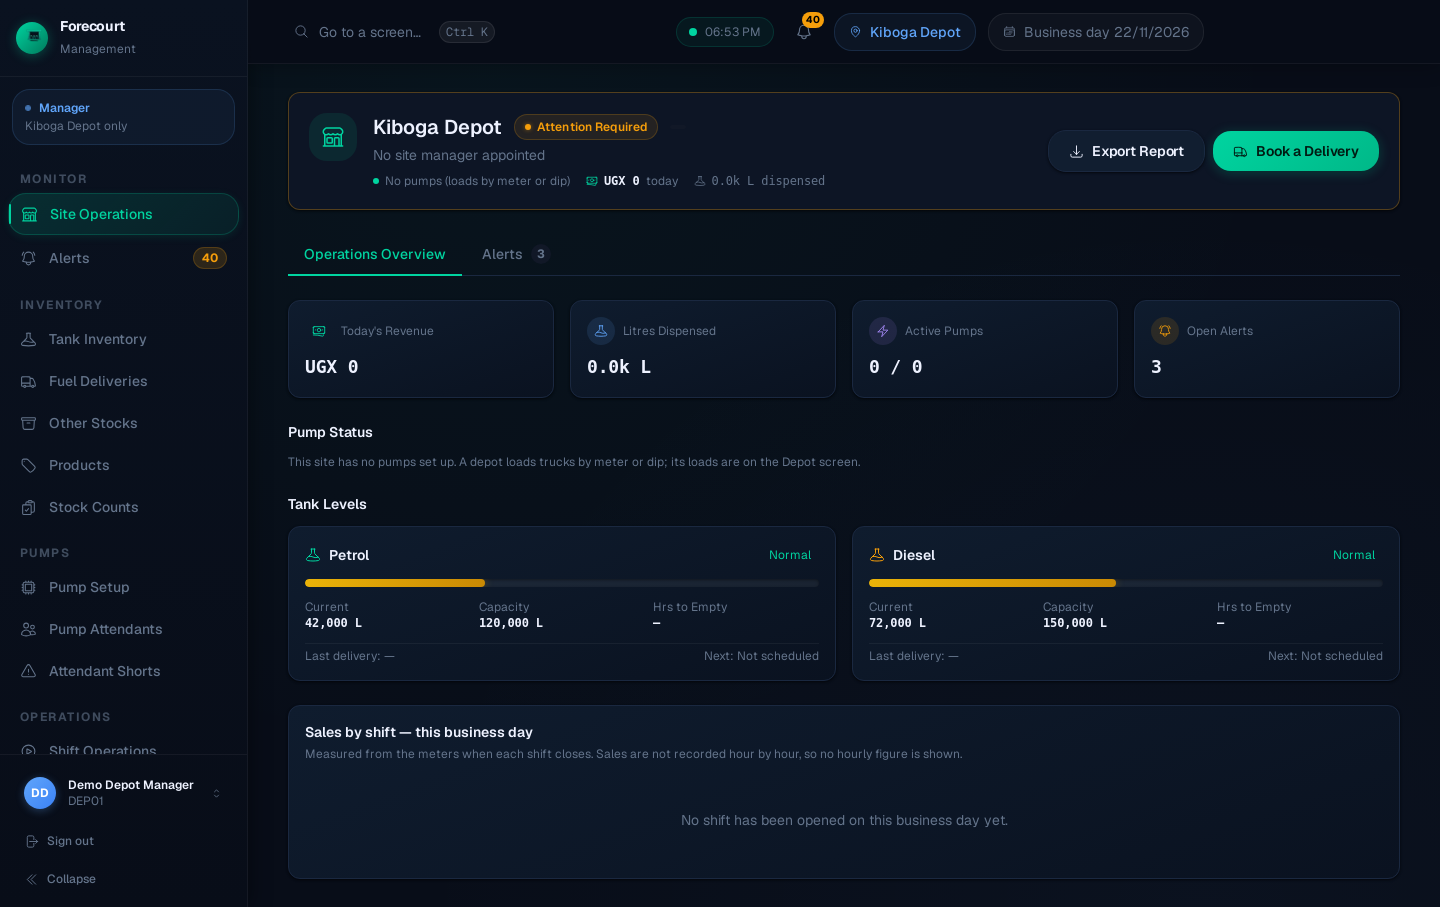 Forecourt
Management
Manager
Kiboga Depot only
MONITOR
Site Operations
Alerts 40
INVENTORY
Tank Inventory
Fuel Deliveries
Other Stocks
Products
Stock Counts
PUMPS
Pump Setup
Pump Attendants
Attendant Shorts
OPERATIONS
Shift Operations
DD
Demo Depot Manager
DEP01
Sign out
Collapse
Go to a screen... Ctrl K
06:53 PM
40
Kiboga Depot
Business day 22/11/2026
Kiboga Depot Attention Required
No site manager appointed
No pumps (loads by meter or dip) UGX 0 today 0.0k L dispensed
Export Report
Book a Delivery
Operations Overview Alerts 3
Today's Revenue
UGX 0
Litres Dispensed
0.0k L
Active Pumps
0 / 0
Open Alerts
3
Pump Status
This site has no pumps set up. A depot loads trucks by meter or dip; its loads are on the Depot screen.
Tank Levels
Petrol Normal
Current Capacity Hrs to Empty
42,000 L 120,000 L —
Last delivery: — Next: Not scheduled
Diesel Normal
Current Capacity Hrs to Empty
72,000 L 150,000 L —
Last delivery: — Next: Not scheduled
Sales by shift — this business day
Measured from the meters when each shift closes. Sales are not recorded hour by hour, so no hourly figure is shown.
No shift has been opened on this business day yet.